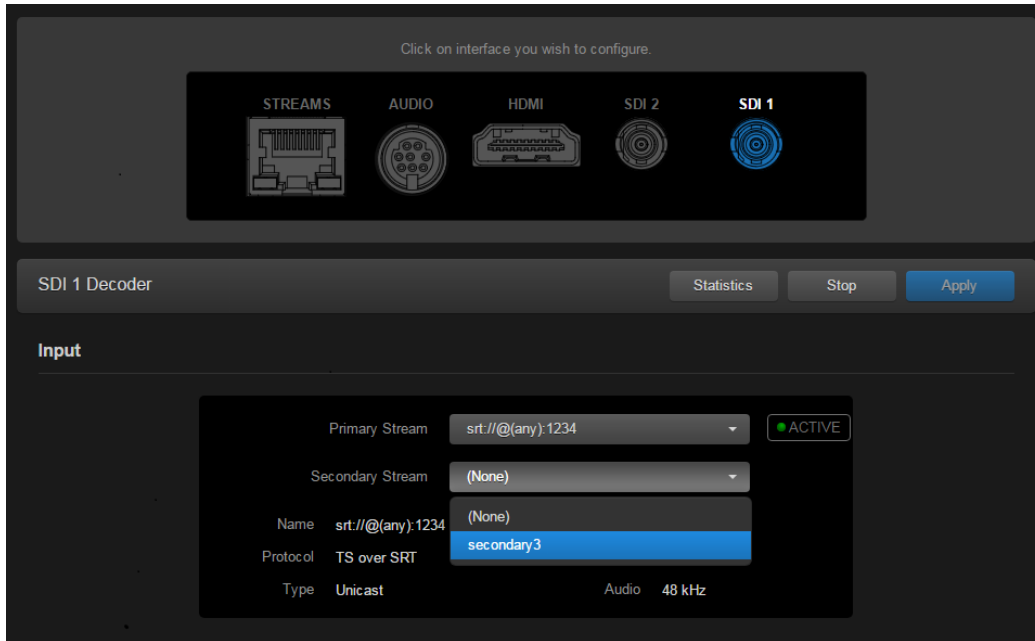 Click on interface you wish to configure.
STREAMS AUDIO HDMI SDI 2 SDI 1
SDI 1 Decoder Statistics Stop Apply
Input
Primary Stream srt://@(any):1234 ACTIVE
Secondary Stream (None)
(None)
Name srt://@(any):1234
secondary3
Protocol TS over SRT
Type Unicast Audio 48 kHz